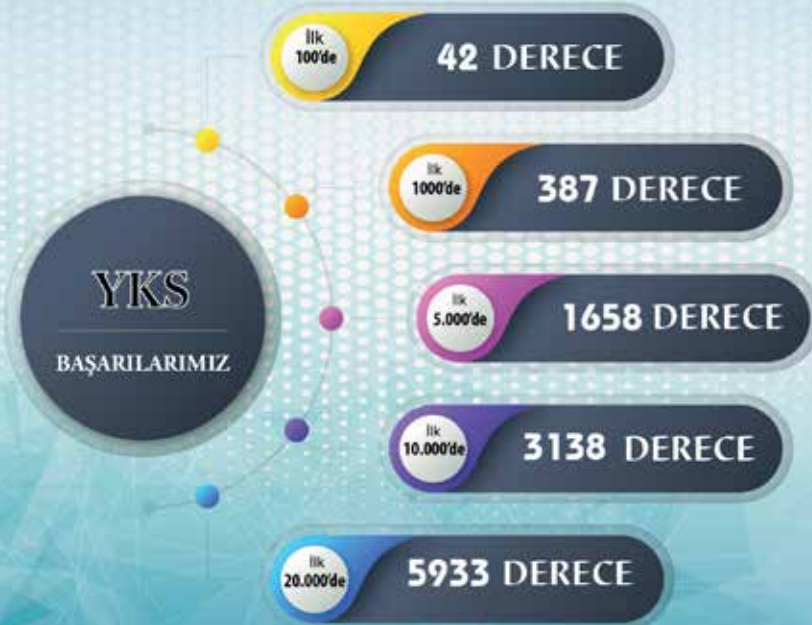 İlk
100'de
42 DERECE
İlk
1000'de
387 DERECE
YKS
BAŞARILARIMIZ
İlk
5.000'de
1658 DERECE
İlk
10.000'de
3138 DERECE
İlk
20.000'de
5933 DERECE